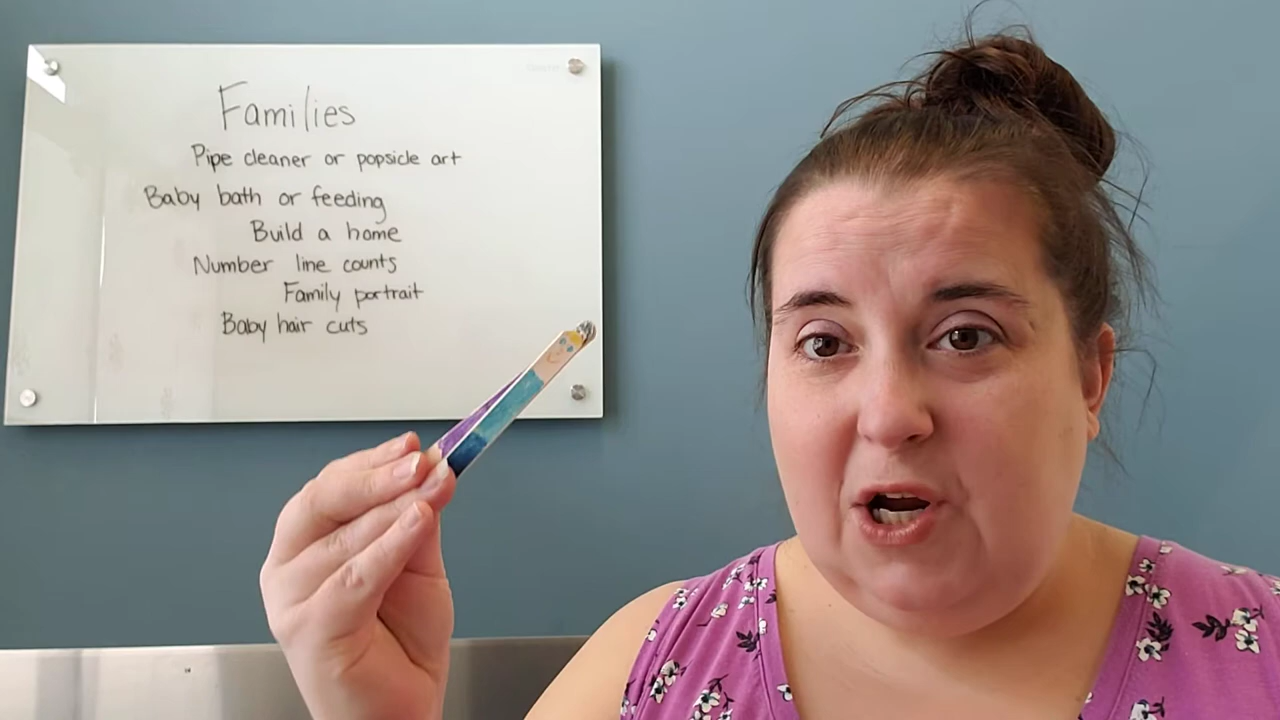 Families
Pipe cleaner or popsicle art
Baby bath or feeding
Build a home
Number line counts
Family portrait
Baby hair cuts